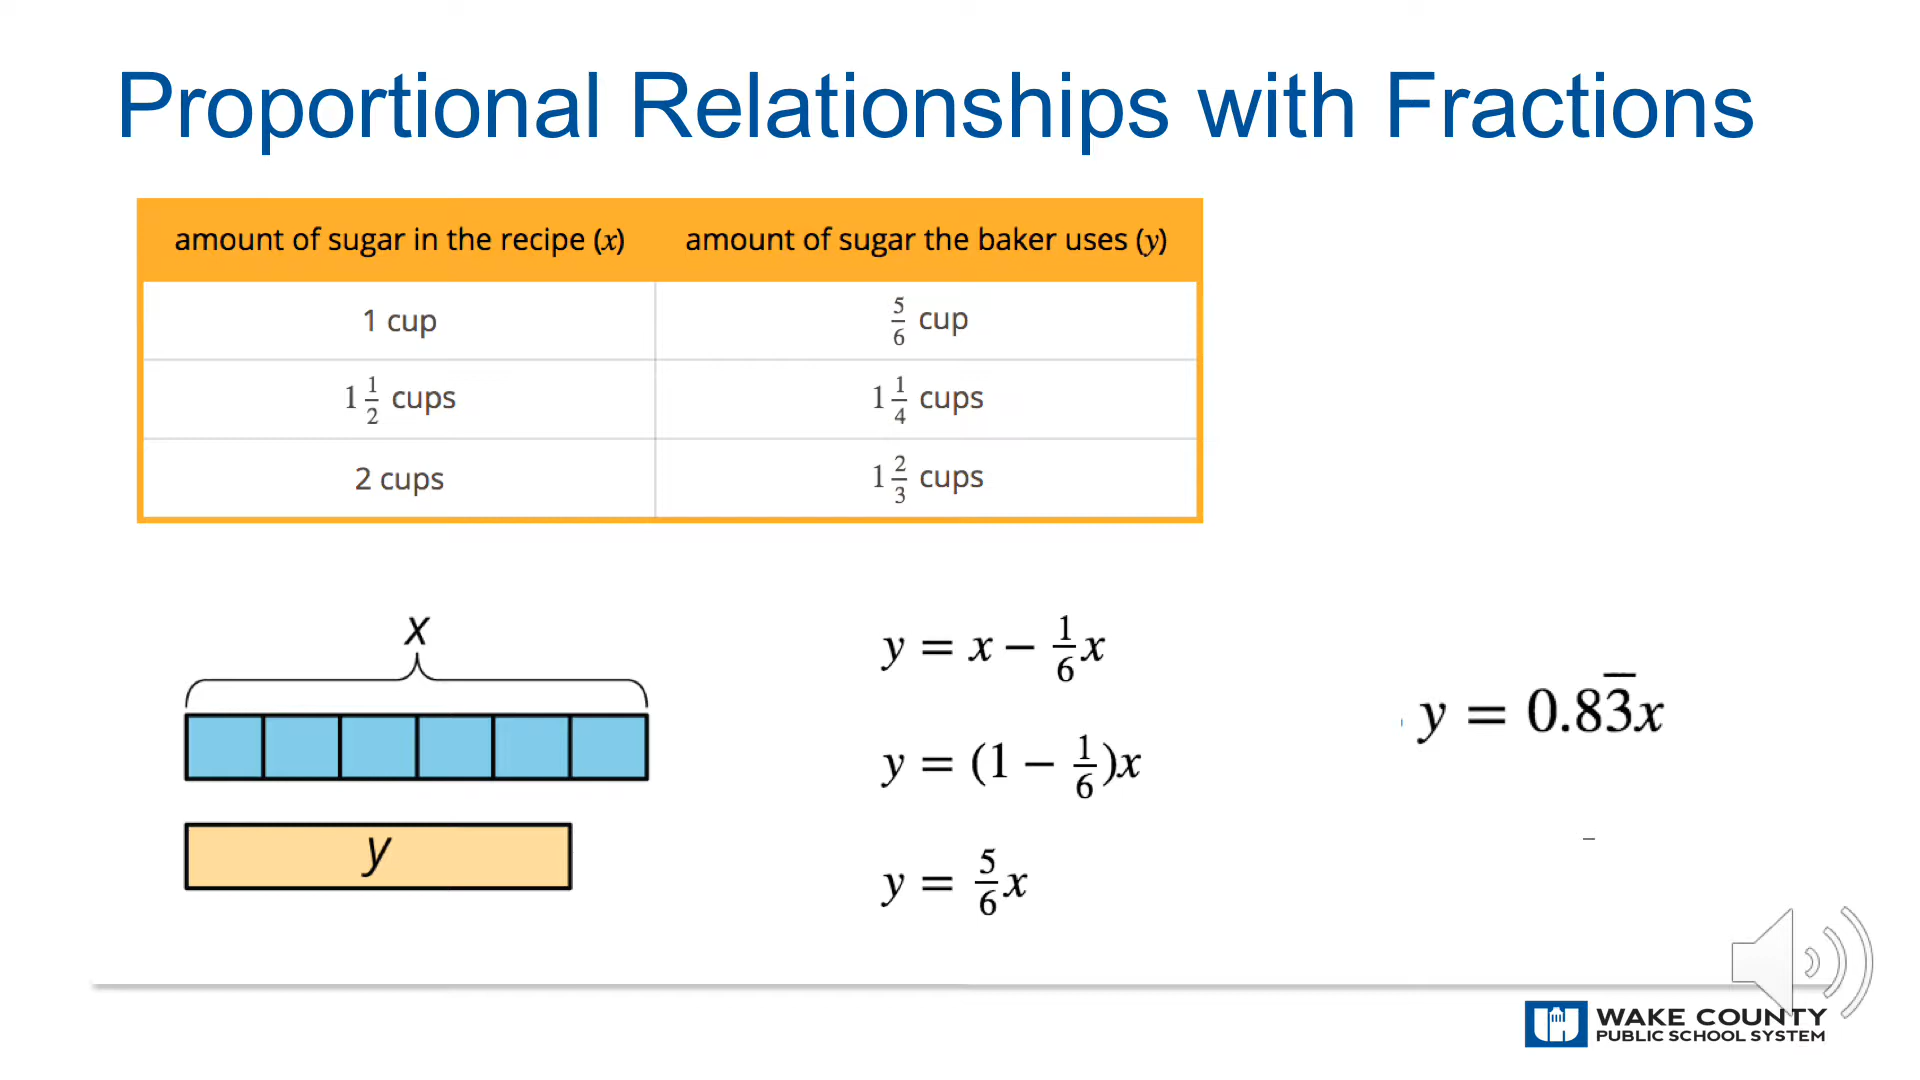 Proportional Relationships with Fractions
amount of sugar in the recipe (x) amount of sugar the baker uses (y)
1 cup 5/6 cup
1 1/2 cups 1 1/4 cups
2 cups 1 2/3 cups
x
y
y = x − 1/6 x
y = (1 − 1/6)x
y = 5/6 x
y = 0.83̅x
WAKE COUNTY
PUBLIC SCHOOL SYSTEM